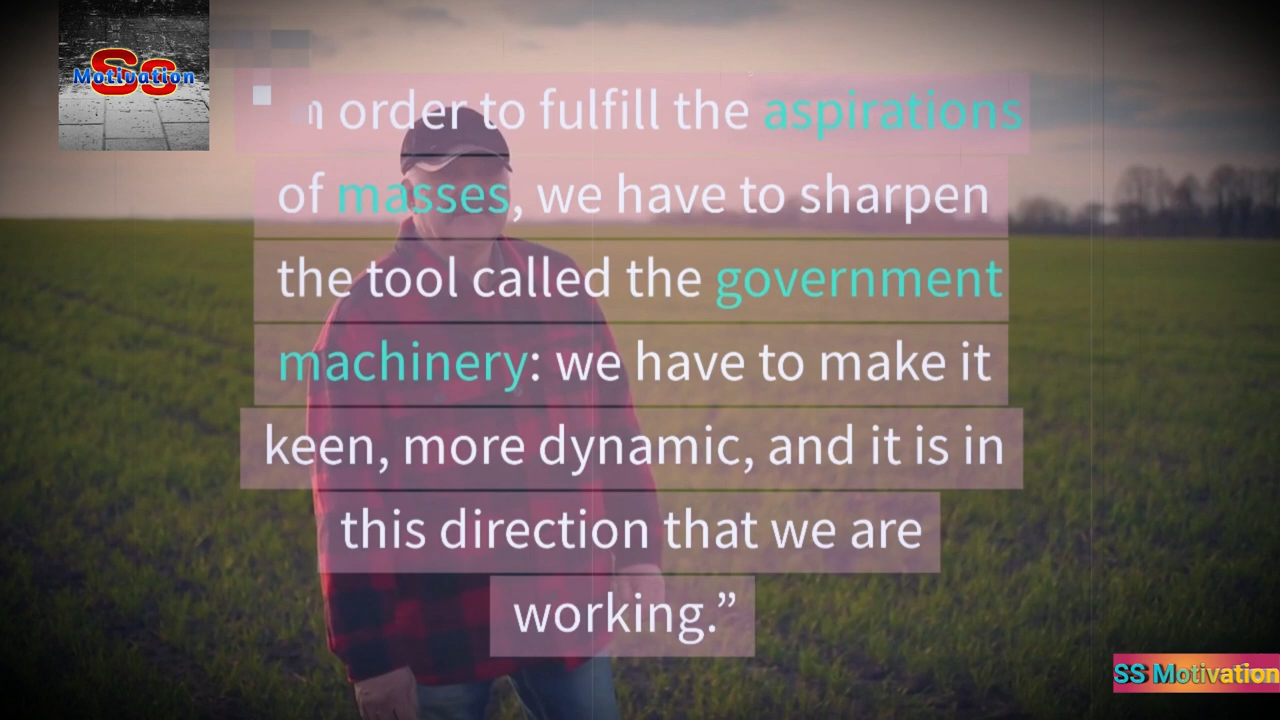 Ss
Motivation
n order to fulfill the aspirations
of masses, we have to sharpen
the tool called the government
machinery: we have to make it
keen, more dynamic, and it is in
this direction that we are
working.”
SS Motivation